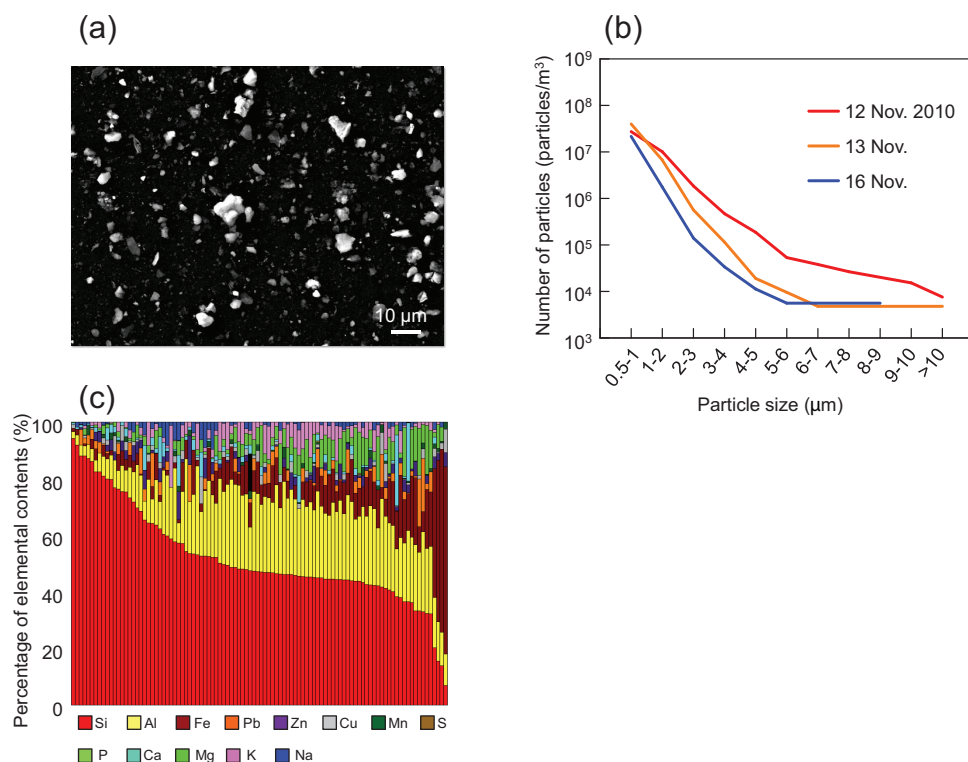 (a)
10 µm
(b)
Number of particles (particles/m³)
10⁹
10⁸
10⁷
10⁶
10⁵
10⁴
10³
12 Nov. 2010
13 Nov.
16 Nov.
0.5-1
1-2
2-3
3-4
4-5
5-6
6-7
7-8
8-9
9-10
>10
Particle size (µm)
(c)
Percentage of elemental contents (%)
100
80
60
40
20
0
Si Al Fe Pb Zn Cu Mn S
P Ca Mg K Na